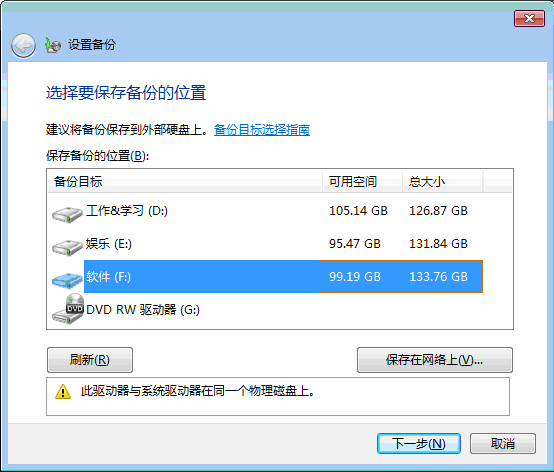 设置备份
选择要保存备份的位置
建议将备份保存到外部硬盘上。备份目标选择指南
保存备份的位置(B):
备份目标 可用空间 总大小
工作&学习 (D:) 105.14 GB 126.87 GB
娱乐 (E:) 95.47 GB 131.84 GB
软件 (F:) 99.19 GB 133.76 GB
DVD DVD RW 驱动器 (G:)
刷新(R) 保存在网络上(V)...
此驱动器与系统驱动器在同一个物理磁盘上。
下一步(N) 取消